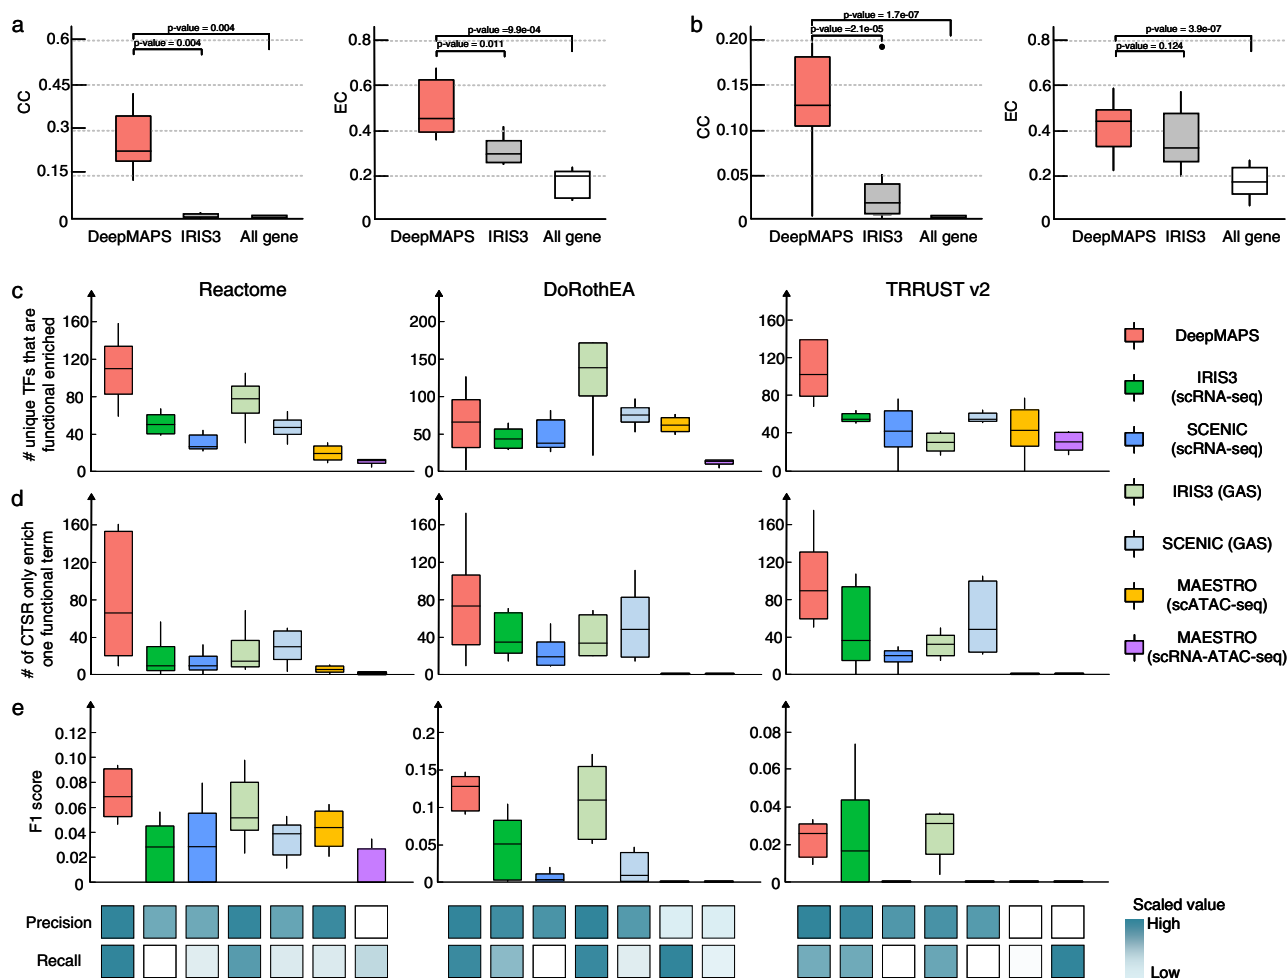 a
CC
0.6
0.45
0.3
0.15
0
p-value = 0.004
p-value = 0.004
DeepMAPS
IRIS3
All gene
EC
0.8
0.6
0.4
0.2
0
p-value =9.9e-04
p-value = 0.011
DeepMAPS
IRIS3
All gene
b
CC
0.20
0.15
0.10
0.05
0
p-value = 1.7e-07
p-value =2.1e-05
DeepMAPS
IRIS3
All gene
EC
0.8
0.6
0.4
0.2
0
p-value = 3.9e-07
p-value = 0.124
DeepMAPS
IRIS3
All gene
c
# unique TFs that are
functional enriched
Reactome
160
120
80
40
0
DoRothEA
200
150
100
50
0
TRRUST v2
160
120
80
40
0
DeepMAPS
IRIS3
(scRNA-seq)
SCENIC
(scRNA-seq)
IRIS3 (GAS)
SCENIC (GAS)
MAESTRO
(scATAC-seq)
MAESTRO
(scRNA-ATAC-seq)
d
# of CTSR only enrich
one functional term
160
120
80
40
0
160
120
80
40
0
160
120
80
40
0
e
F1 score
0.12
0.10
0.08
0.06
0.04
0.02
0
0.2
0.15
0.1
0.05
0
0.08
0.06
0.04
0.02
0
Precision
Recall
Scaled value
High
Low